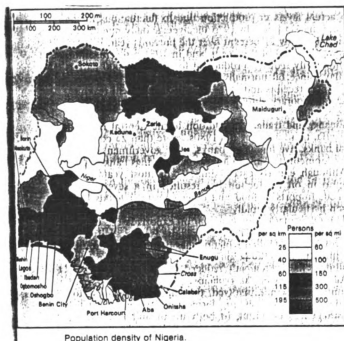 0 100 200 mi
0 100 200 300 km
Lake
Chad
Maiduguri
Zaria
Kaduna
Jos
Niger
Benue
Persons
per sq km per sq mi
25 60
40 100
60 150
115 300
195 500
Enugu
Cross
Calabar
Onitsha
Aba
Port Harcourt
Benin City
Oshogbo
Ogbomosho
Ibadan
Lagos
Population density of Nigeria.